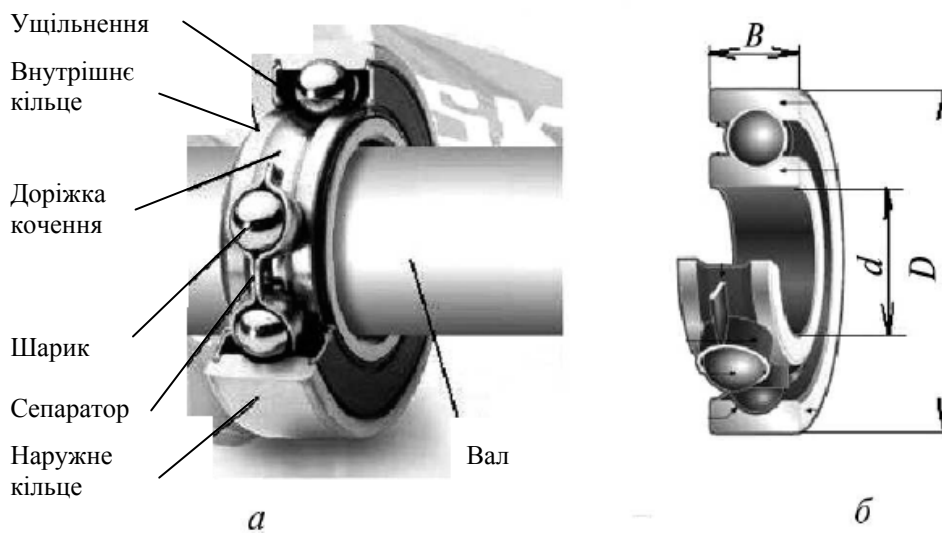 Ущільнення
Внутрішнє
кільце
Доріжка
кочення
Шарик
Сепаратор
Наружне
кільце
Вал
а
B
d
D
б